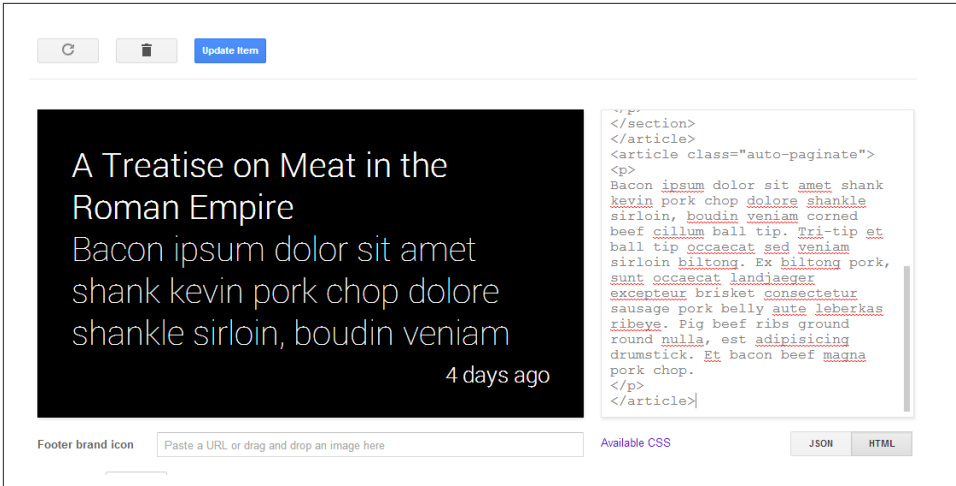 Update Item
A Treatise on Meat in the
Roman Empire
Bacon ipsum dolor sit amet
shank kevin pork chop dolore
shankle sirloin, boudin veniam
4 days ago
</p>
</section>
</article>
<article class="auto-paginate">
<p>
Bacon ipsum dolor sit amet shank
kevin pork chop dolore shankle
sirloin, boudin veniam corned
beef cillum ball tip. Tri-tip et
ball tip occaecat sed veniam
sirloin biltong. Ex biltong pork,
sunt occaecat landjaeger
excepteur brisket consectetur
sausage pork belly aute leberkas
ribeye. Pig beef ribs ground
round nulla, est adipisicing
drumstick. Et bacon beef magna
pork chop.
</p>
</article>
Footer brand icon
Paste a URL or drag and drop an image here
Available CSS
JSON
HTML